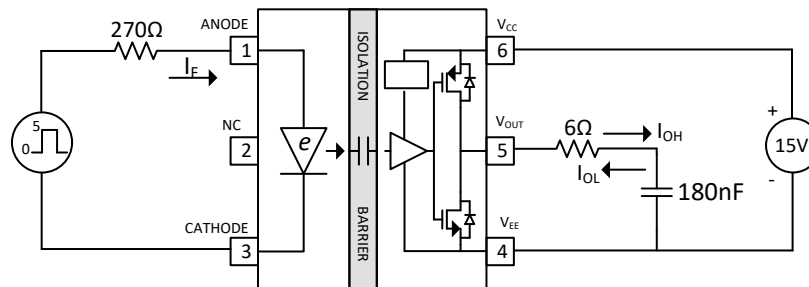 270Ω
ANODE
1
I_F
5
0
NC
2
CATHODE
3
e
ISOLATION
BARRIER
V_CC
6
V_OUT
5
6Ω
I_OH
I_OL
180nF
V_EE
4
+
15V
-